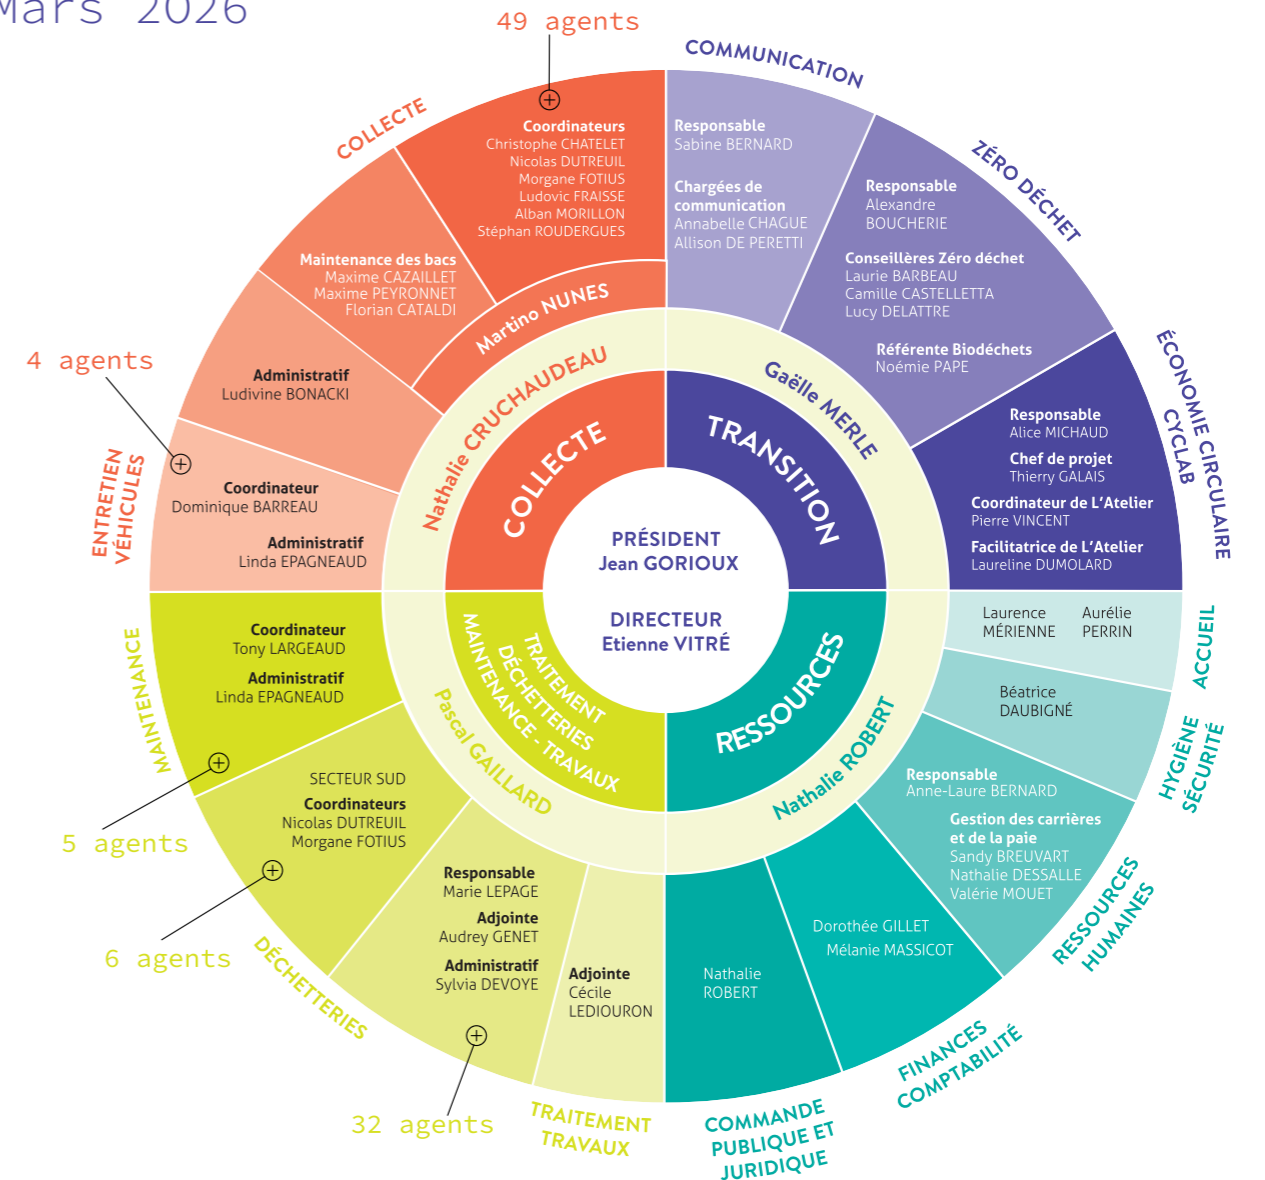 Mars 2026
49 agents
COLLECTE
Coordinateurs
Christophe CHATELET
Nicolas DUTREUIL
Morgane FOTIUS
Ludovic FRAISSE
Alban MORILLON
Stéphan ROUDERGUES
Maintenance des bacs
Maxime CAZAILLET
Maxime PEYRONNET
Florian CATALDI
Martino NUNES
Administratif
Ludivine BONACKI
4 agents
ENTRETIEN
VÉHICULES
Coordinateur
Dominique BARREAU
Administratif
Linda EPAGNEAUD
Nathalie CRUCHAUDEAU
COLLECTE
COMMUNICATION
Responsable
Sabine BERNARD
Chargées de
communication
Annabelle CHAGUE
Allison DE PERETTI
ZÉRO DÉCHET
Responsable
Alexandre
BOUCHERIE
Conseillères Zéro déchet
Laurie BARBEAU
Camille CASTELLETTA
Lucy DELATTRE
Référente Biodéchets
Noémie PAPE
ÉCONOMIE CIRCULAIRE
CYCLAB
Responsable
Alice MICHAUD
Chef de projet
Thierry GALAIS
Coordinateur de L'Atelier
Pierre VINCENT
Facilitatrice de L'Atelier
Laureline DUMOLARD
Gaëlle MERLE
TRANSITION
PRÉSIDENT
Jean GORIOUX
DIRECTEUR
Etienne VITRÉ
ACCUEIL
Laurence
MÉRIENNE
Aurélie
PERRIN
HYGIÈNE
SÉCURITÉ
Béatrice
DAUBIGNÉ
RESSOURCES
HUMAINES
Responsable
Anne-Laure BERNARD
Gestion des carrières
et de la paie
Sandy BREUVART
Nathalie DESSALLE
Valérie MOUET
FINANCES
COMPTABILITÉ
Dorothée GILLET
Mélanie MASSICOT
COMMANDE
PUBLIQUE ET
JURIDIQUE
Nathalie
ROBERT
Nathalie ROBERT
RESSOURCES
TRAITEMENT
DÉCHETTERIES
MAINTENANCE - TRAVAUX
Pascal GAILLARD
MAINTENANCE
Coordinateur
Tony LARGEAUD
Administratif
Linda EPAGNEAUD
5 agents
DÉCHETTERIES
SECTEUR SUD
Coordinateurs
Nicolas DUTREUIL
Morgane FOTIUS
6 agents
Responsable
Marie LEPAGE
Adjointe
Audrey GENET
Administratif
Sylvia DEVOYE
32 agents
TRAITEMENT
TRAVAUX
Adjointe
Cécile
LEDIOURON